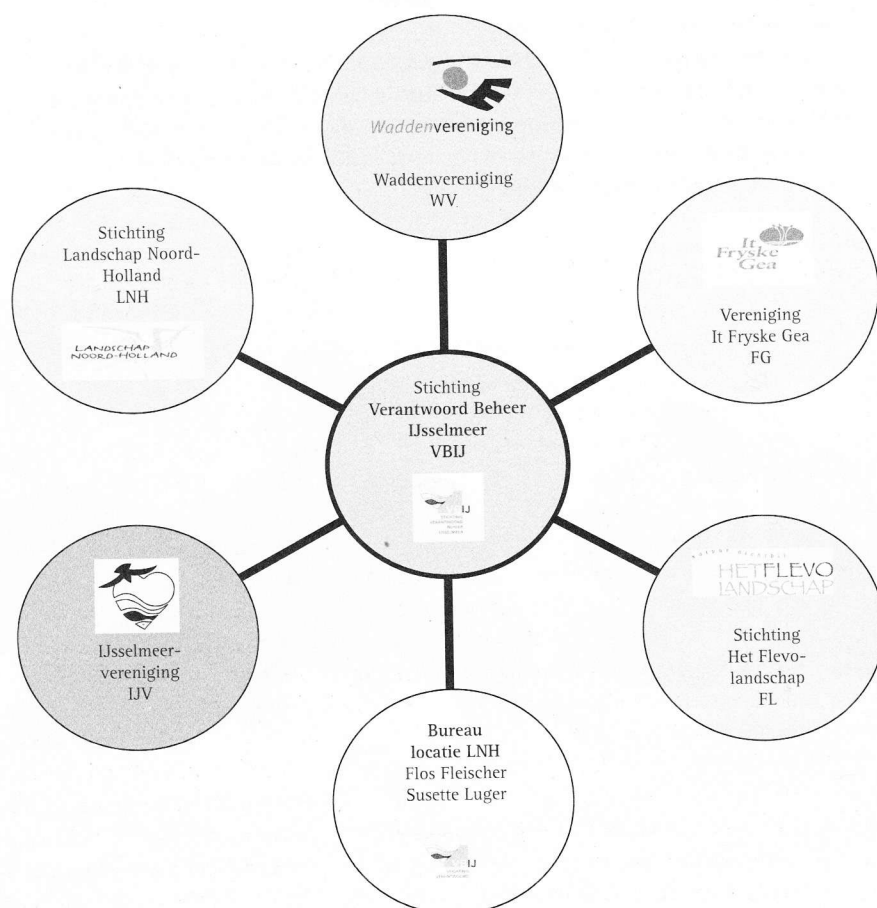 Waddenvereniging
Waddenvereniging
WV
Stichting
Landschap Noord-
Holland
LNH
LANDSCHAP
NOORD-HOLLAND
It
Fryske
Gea
Vereniging
It Fryske Gea
FG
Stichting
Verantwoord Beheer
IJsselmeer
VBIJ
IJ
IJsselmeer-
vereniging
IJV
HET FLEVO
LANDSCHAP
Stichting
Het Flevo-
landschap
FL
Bureau
locatie LNH
Flos Fleischer
Susette Luger
IJ